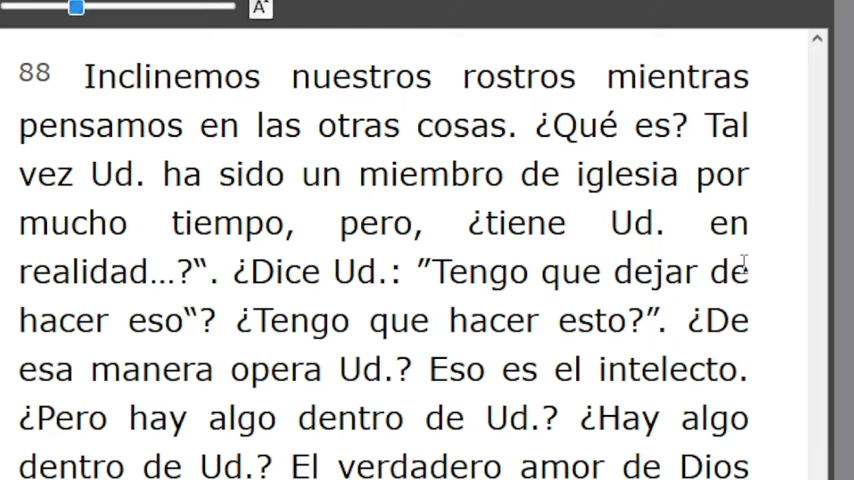 A
88 Inclinemos nuestros rostros mientras
pensamos en las otras cosas. ¿Qué es? Tal
vez Ud. ha sido un miembro de iglesia por
mucho tiempo, pero, ¿tiene Ud. en
realidad...?“. ¿Dice Ud.: ”Tengo que dejar de
hacer eso“? ¿Tengo que hacer esto?”. ¿De
esa manera opera Ud.? Eso es el intelecto.
¿Pero hay algo dentro de Ud.? ¿Hay algo
dentro de Ud.? El verdadero amor de Dios